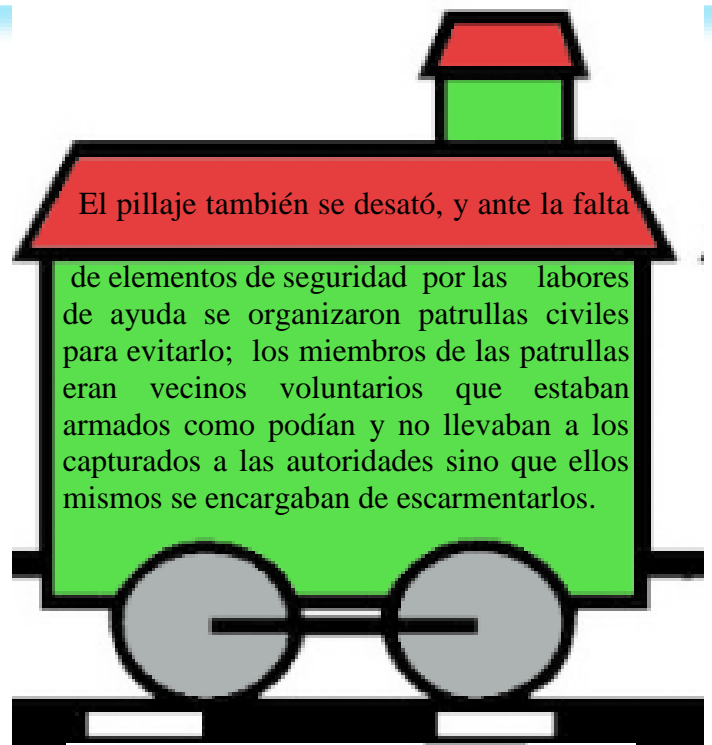 El pillaje también se desató, y ante la falta
de elementos de seguridad por las labores
de ayuda se organizaron patrullas civiles
para evitarlo; los miembros de las patrullas
eran vecinos voluntarios que estaban
armados como podían y no llevaban a los
capturados a las autoridades sino que ellos
mismos se encargaban de escarmentarlos.